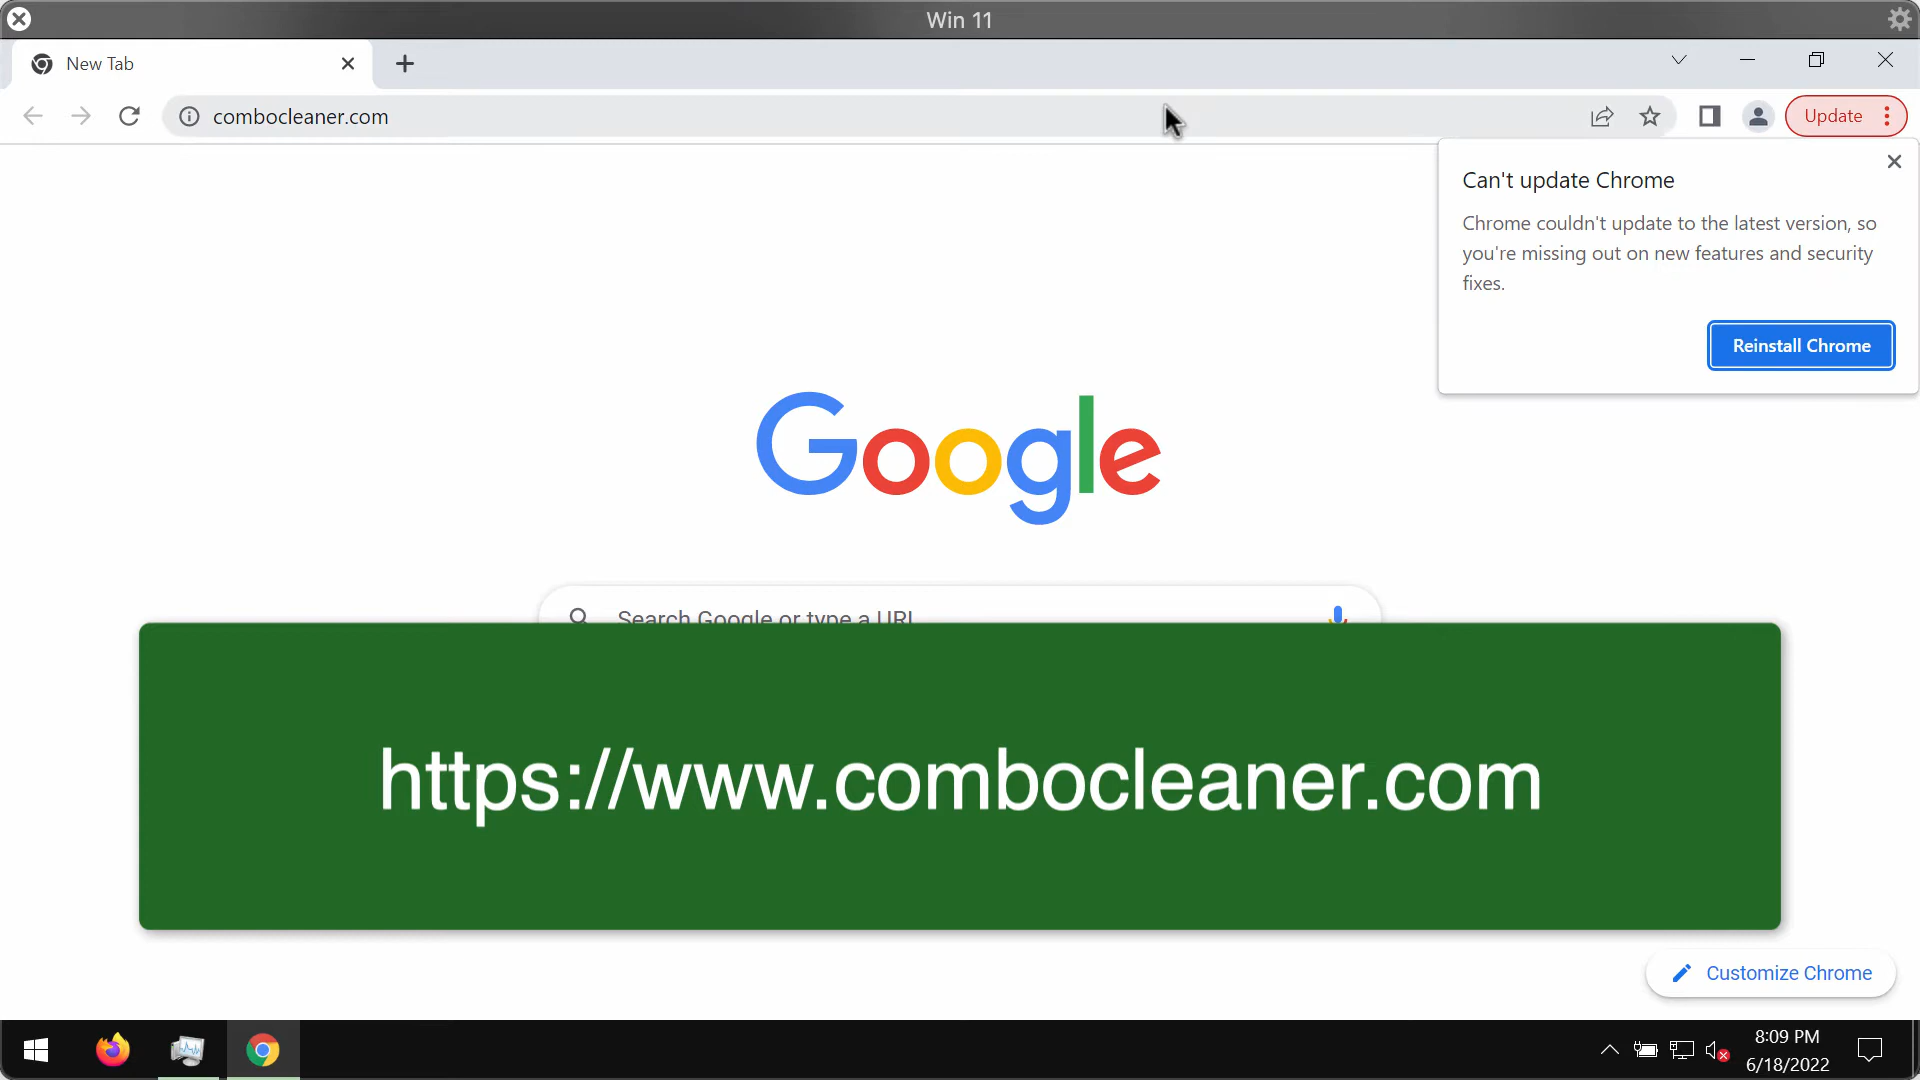 Win 11
New Tab
combocleaner.com
Update
Can't update Chrome
Chrome couldn't update to the latest version, so
you're missing out on new features and security
fixes.
Reinstall Chrome
Google
Search Google or type a URL
https://www.combocleaner.com
Customize Chrome
8:09 PM
6/18/2022